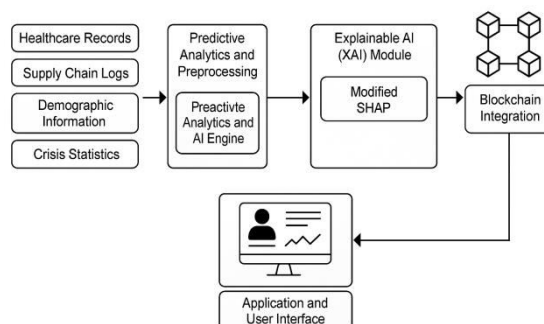 Healthcare Records
Supply Chain Logs
Demographic
Information
Crisis Statistics
Predictive
Analytics and
Preprocessing
Preactivte
Analytics and
AI Engine
Explainable AI
(XAI) Module
Modified
SHAP
Blockchain
Integration
Application and
User Interface